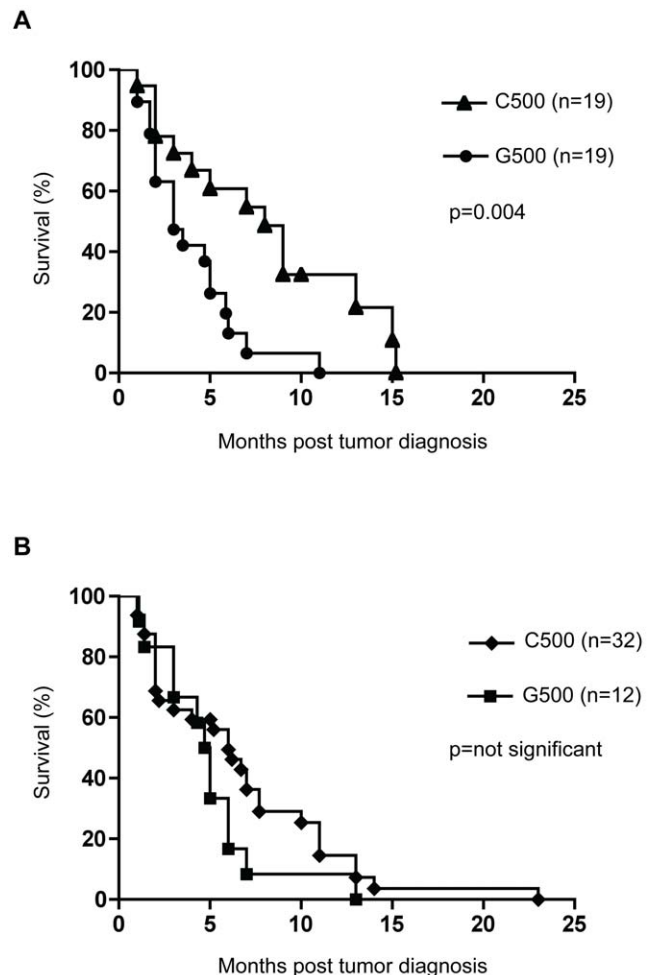 A
100
80
60
40
20
0
Survival (%)
C500 (n=19)
G500 (n=19)
p=0.004
0 5 10 15 20 25
Months post tumor diagnosis
B
100
80
60
40
20
0
Survival (%)
C500 (n=32)
G500 (n=12)
p=not significant
0 5 10 15 20 25
Months post tumor diagnosis